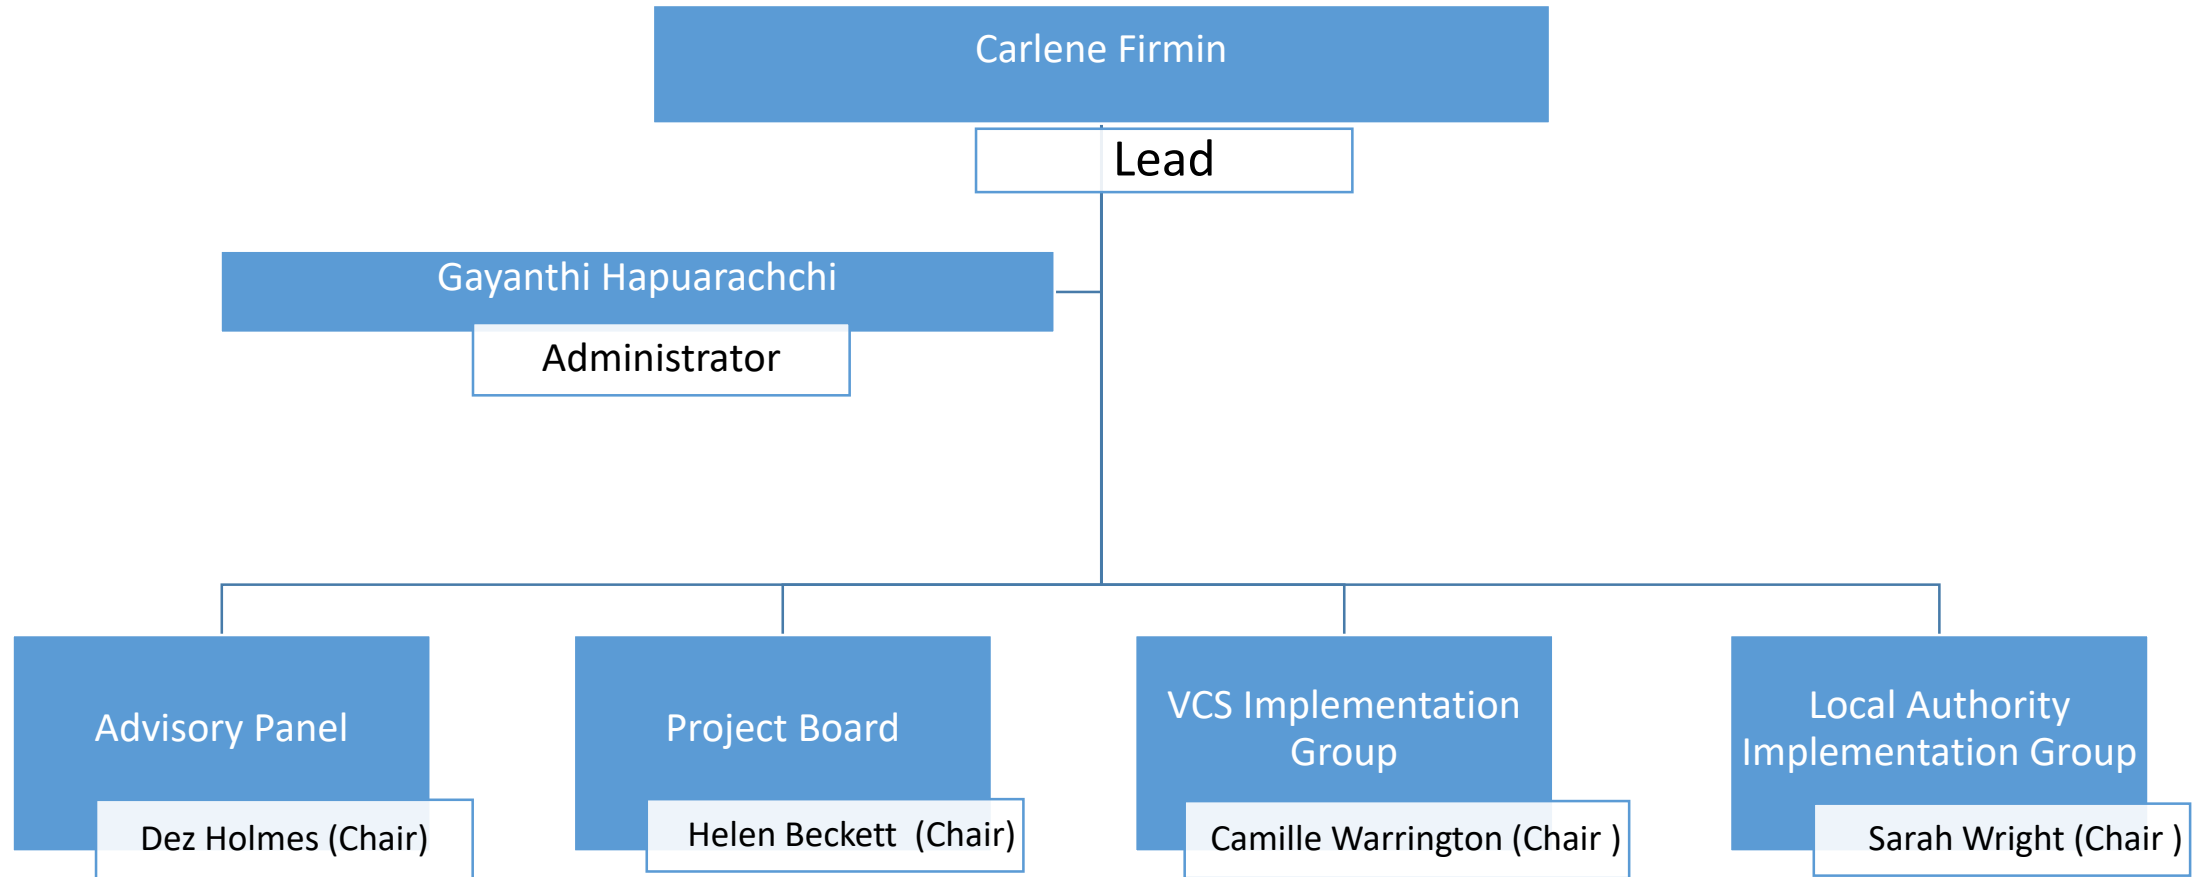 Carlene Firmin
Lead
Gayanthi Hapuarachchi
Administrator
Advisory Panel
Dez Holmes (Chair)
Project Board
Helen Beckett  (Chair)
VCS Implementation
Group
Camille Warrington (Chair )
Local Authority
Implementation Group
Sarah Wright (Chair )